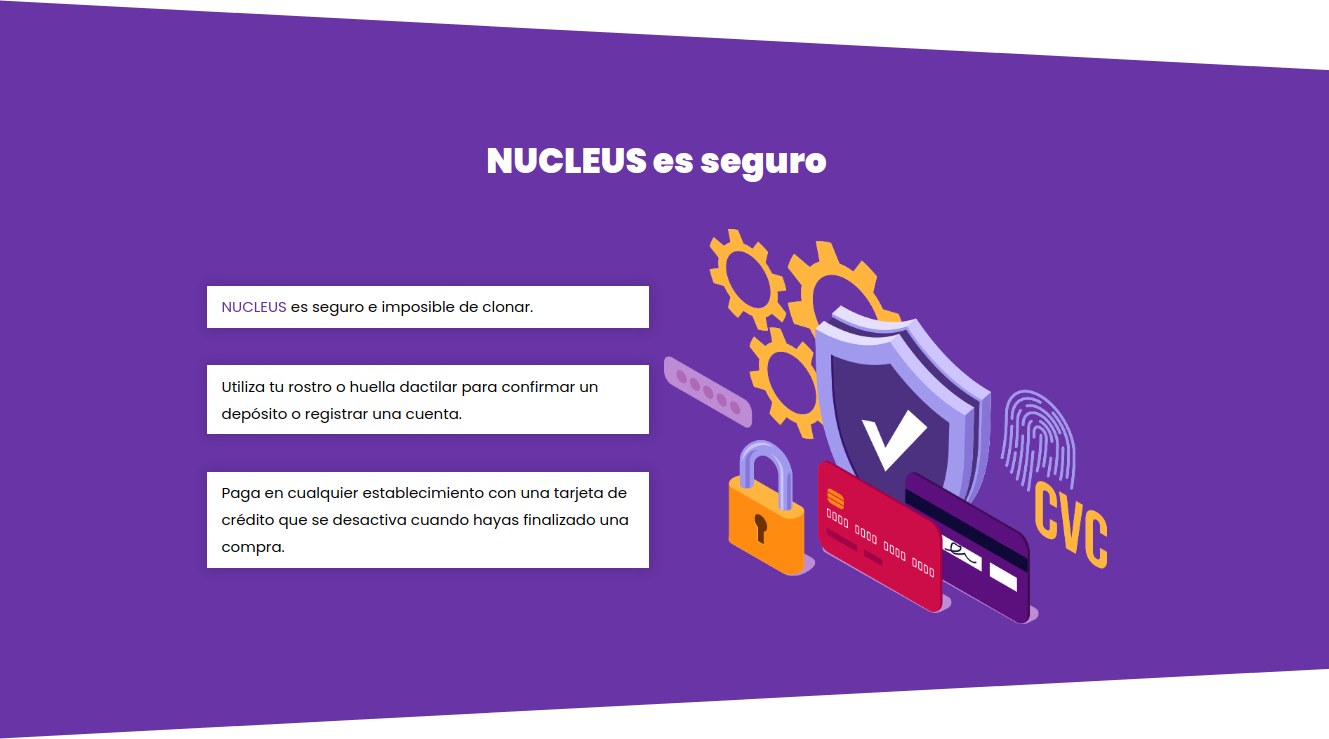 NUCLEUS es seguro
NUCLEUS es seguro e imposible de clonar.
Utiliza tu rostro o huella dactilar para confirmar un
depósito o registrar una cuenta.
Paga en cualquier establecimiento con una tarjeta de
crédito que se desactiva cuando hayas finalizado una
compra.
CVC